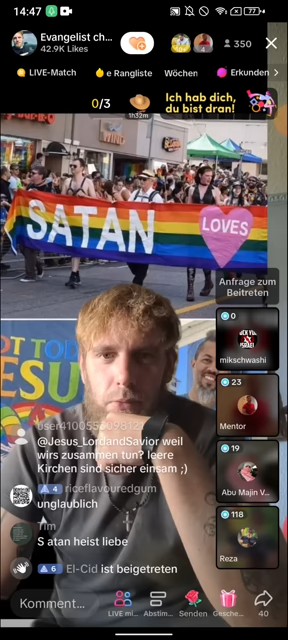 14:47
77
Evangelist ch...
42.9K Likes
350
LIVE-Match
e Rangliste
Wöchen
Erkunden
0/3
1h32m
Ich hab dich,
du bist dran!
WIND
SATAN
LOVES
Anfrage zum
Beitreten
0
mikschwashi
23
Mentor
19
Abu Majin V...
118
Reza
@Jesus_LordandSavior weil
wirs zusammen tun? leere
Kirchen sind sicher einsam ;)
4 riceflavouredgum
unglaublich
Tim
S atan heist liebe
6 El-Cid ist beigetreten
Komment...
LIVE mi...
Abstim...
Senden
Gesche...
40